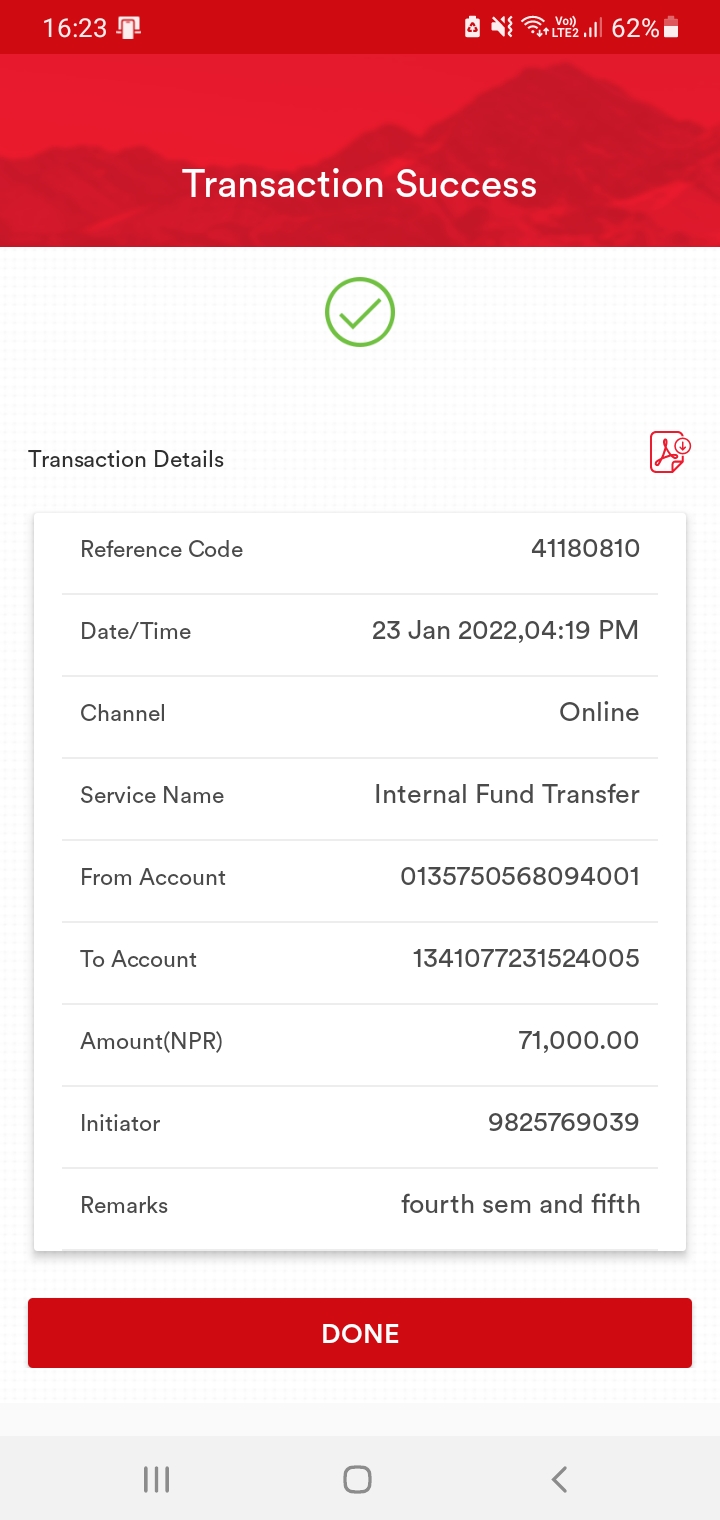 16:23 Vo)) LTE2 62%
Transaction Success
Transaction Details
Reference Code 41180810
Date/Time 23 Jan 2022,04:19 PM
Channel Online
Service Name Internal Fund Transfer
From Account 0135750568094001
To Account 1341077231524005
Amount(NPR) 71,000.00
Initiator 9825769039
Remarks fourth sem and fifth
DONE